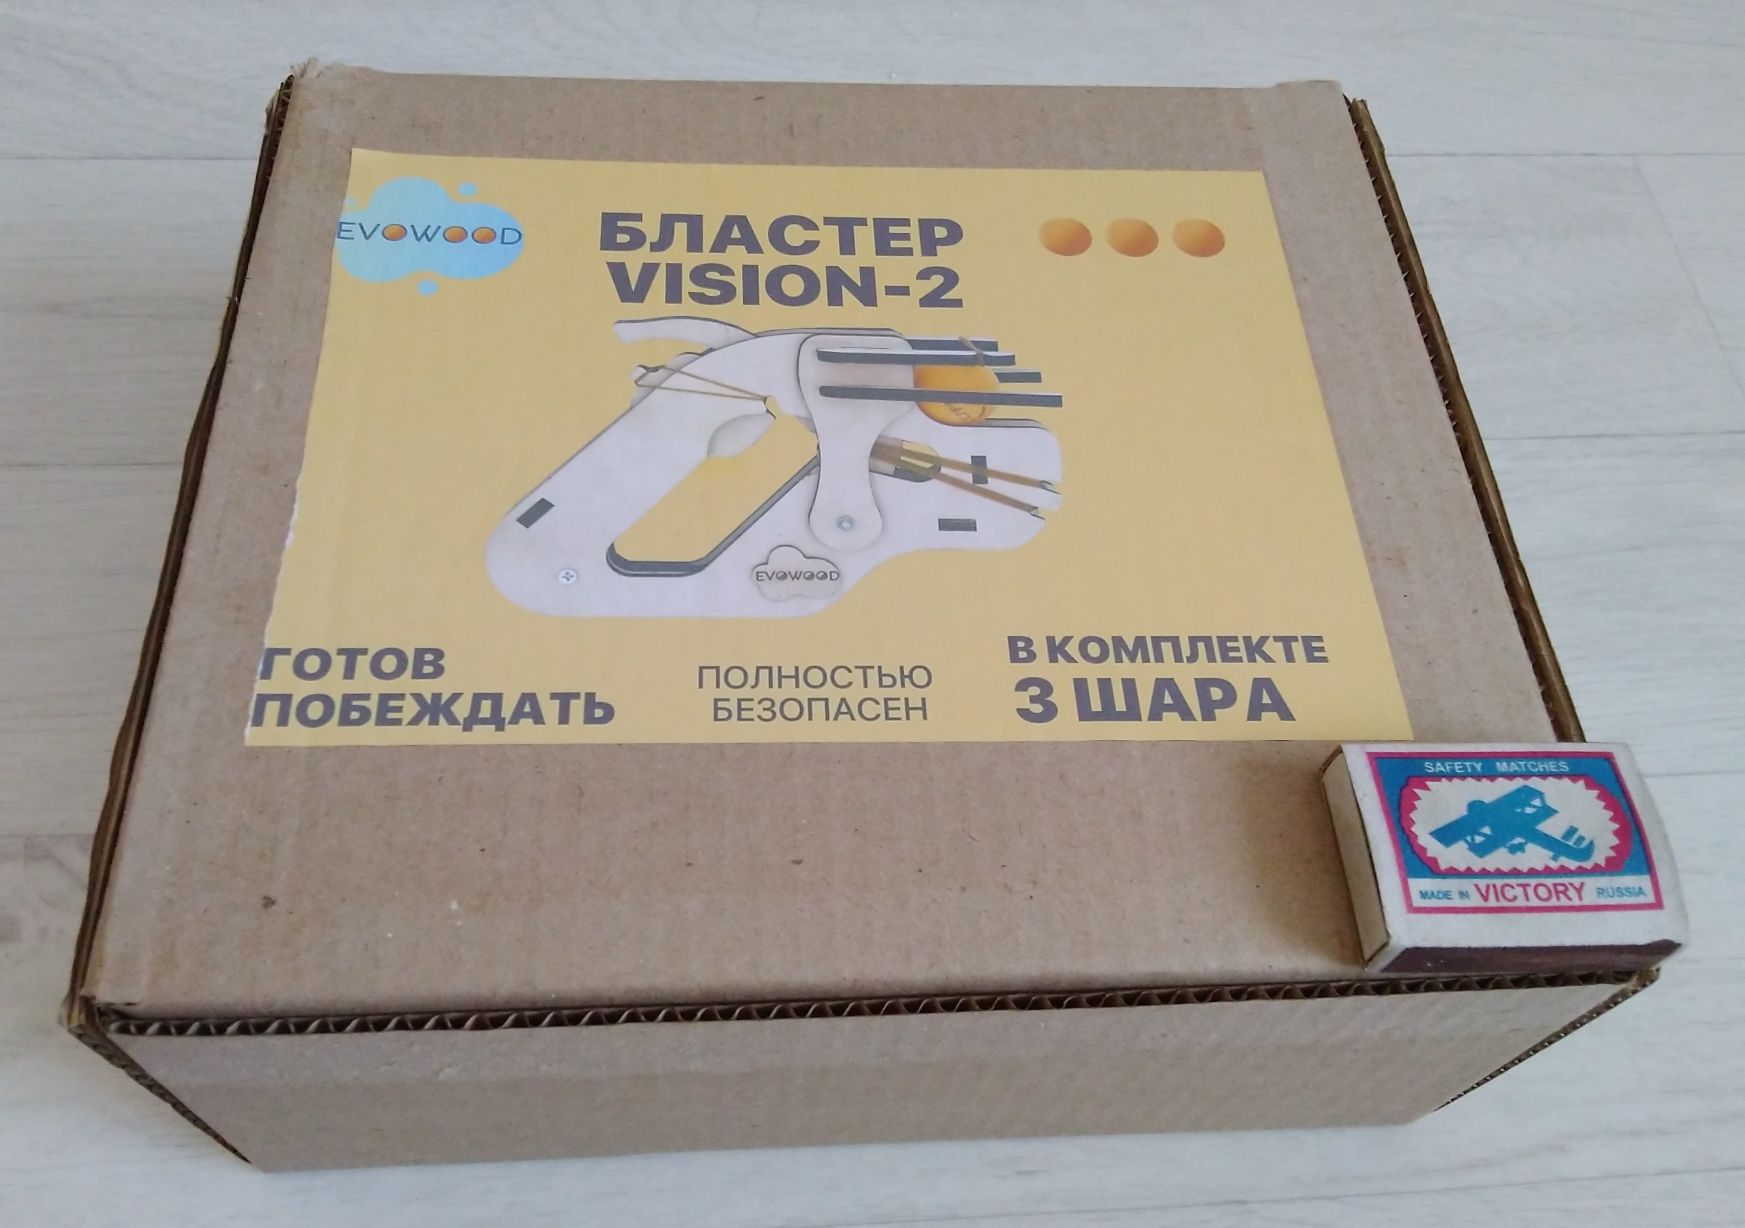 EVOWOOD
БЛАСТЕР
VISION-2
EVOWOOD
ГОТОВ
ПОБЕЖДАТЬ
ПОЛНОСТЬЮ
БЕЗОПАСЕН
В КОМПЛЕКТЕ
3 ШАРА
SAFETY MATCHES
MADE IN VICTORY RUSSIA